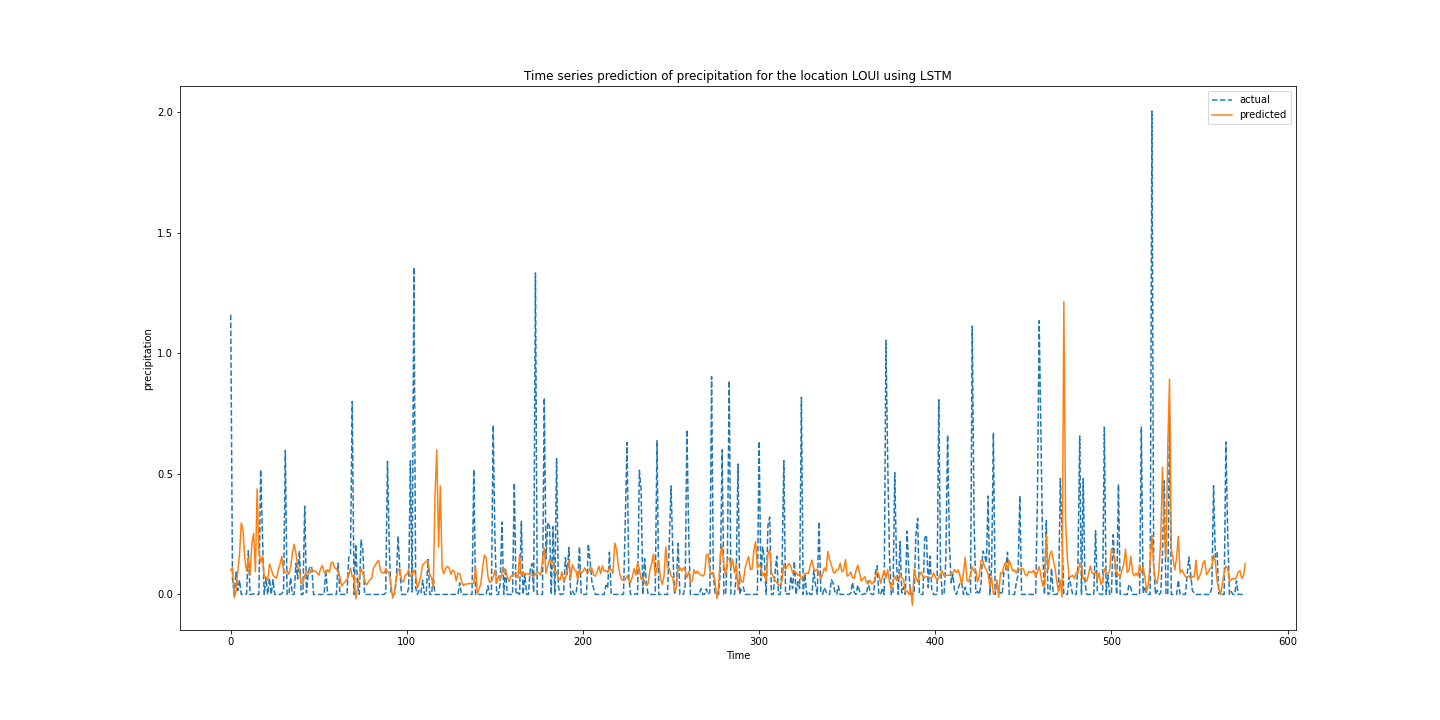 Time series prediction of precipitation for the location LOUI using LSTM
actual
predicted
2.0
1.5
1.0
0.5
0.0
precipitation
0 100 200 300 400 500 600
Time